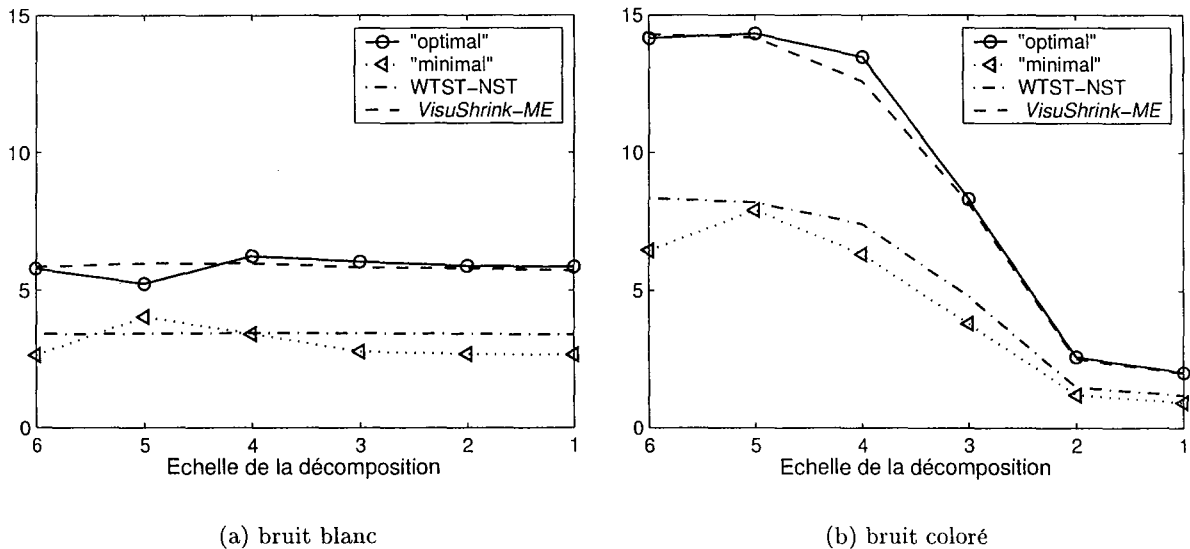 15
10
5
0
6 5 4 3 2 1
"optimal"
"minimal"
WTST-NST
VisuShrink-ME
Echelle de la décomposition
(a) bruit blanc
15
10
5
0
6 5 4 3 2 1
"optimal"
"minimal"
WTST-NST
VisuShrink-ME
Echelle de la décomposition
(b) bruit coloré